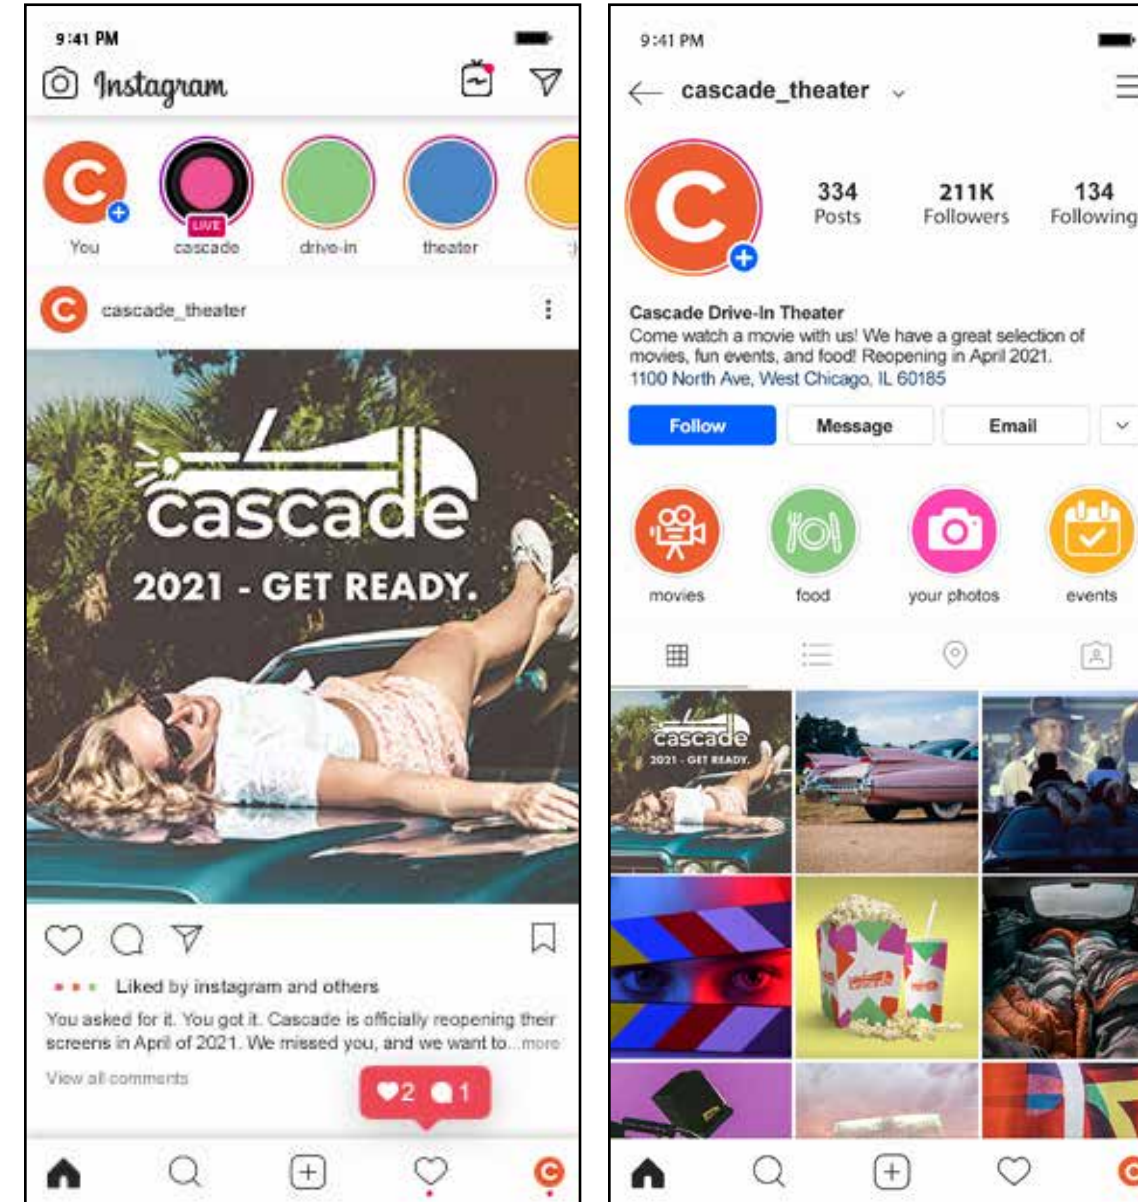 9:41 PM
Instagram
C
LIVE
You
cascade
drive-in
theater
:)
C
cascade_theater
cascade
2021 - GET READY.
Liked by instagram and others
You asked for it. You got it. Cascade is officially reopening their
screens in April of 2021. We missed you, and we want to...more
View all comments
2 1
C
9:41 PM
cascade_theater
C
334
Posts
211K
Followers
134
Following
Cascade Drive-In Theater
Come watch a movie with us! We have a great selection of
movies, fun events, and food! Reopening in April 2021.
1100 North Ave, West Chicago, IL 60185
Follow
Message
Email
movies
food
your photos
events
cascade
2021 - GET READY.
cascade
C